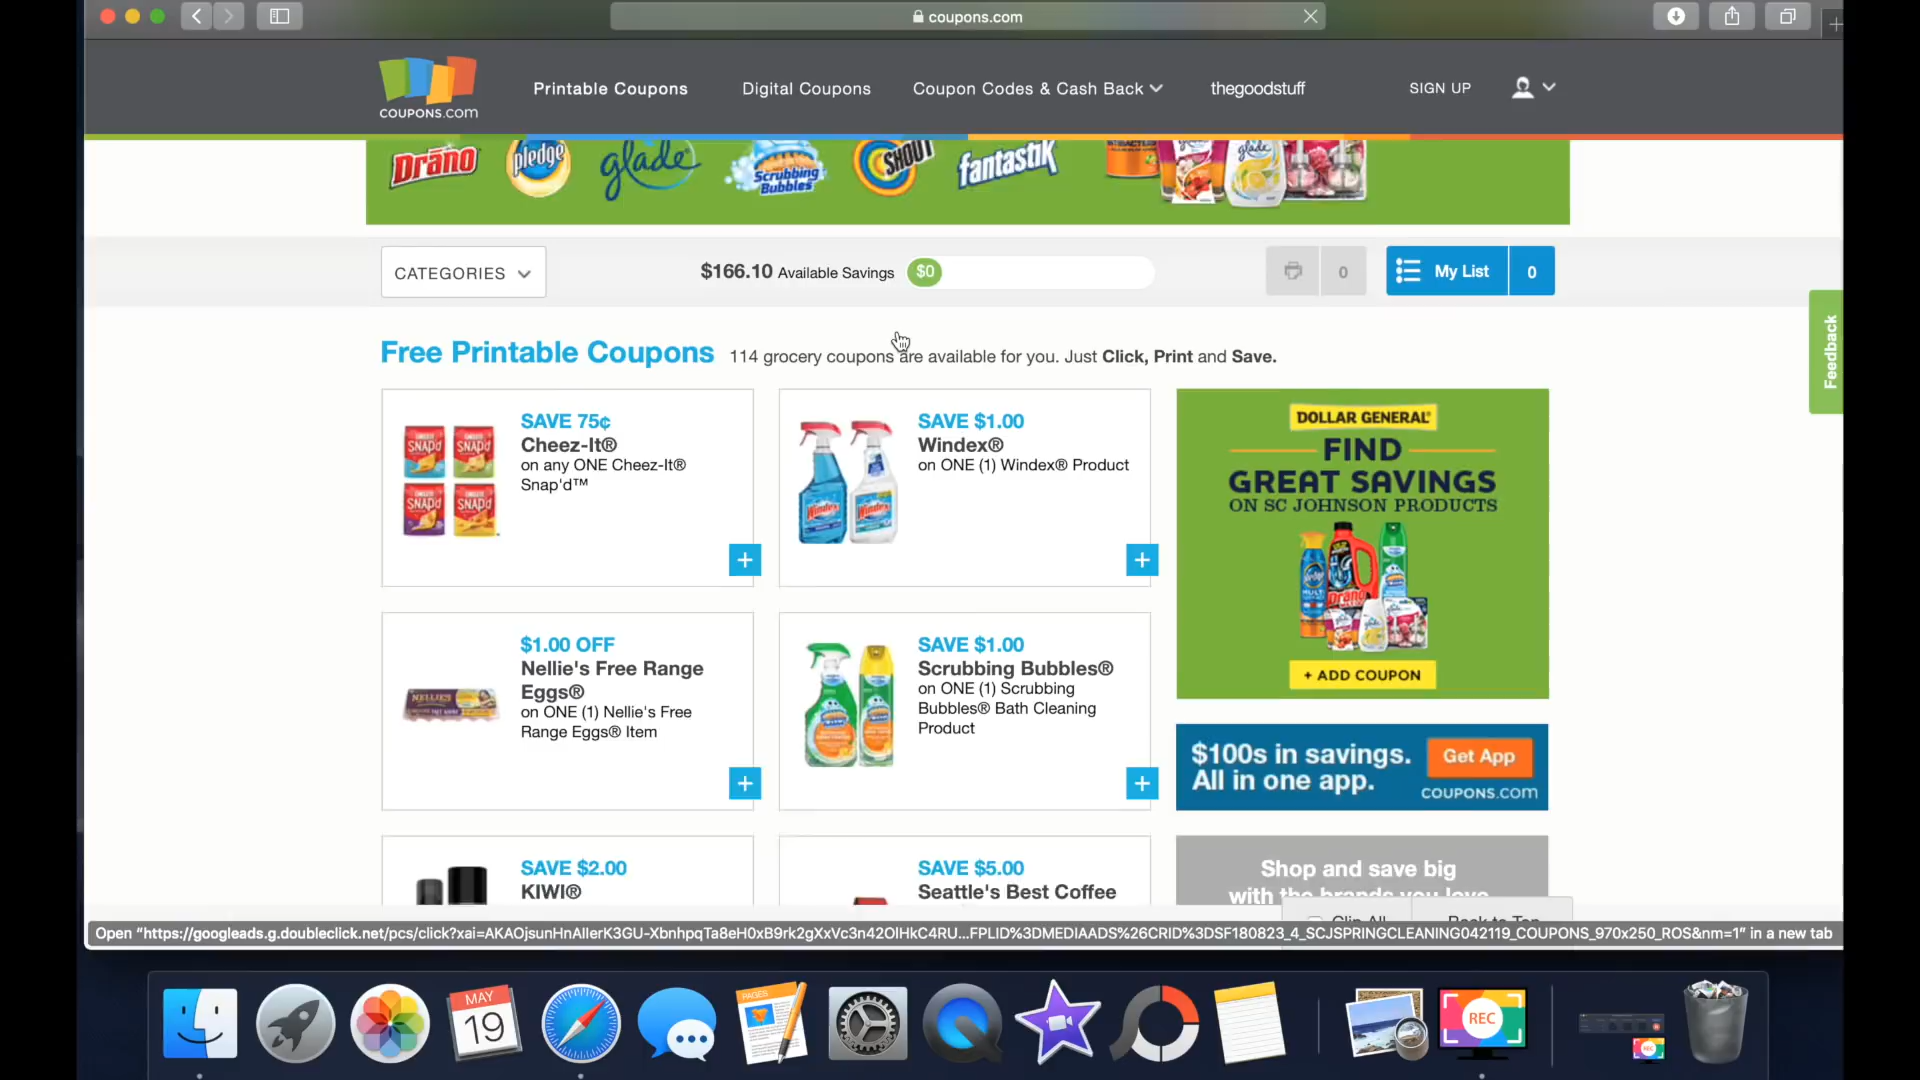 coupons.com
COUPONS.com
Printable Coupons
Digital Coupons
Coupon Codes & Cash Back
thegoodstuff
SIGN UP
Drāno
pledge
glade
Scrubbing Bubbles
SHOUT
fantastik
glade
CATEGORIES
$166.10 Available Savings
$0
0
My List
0
Feedback
Free Printable Coupons
114 grocery coupons are available for you. Just Click, Print and Save.
SAVE 75¢
Cheez-It®
on any ONE Cheez-It®
Snap'd™
SAVE $1.00
Windex®
on ONE (1) Windex® Product
DOLLAR GENERAL®
FIND
GREAT SAVINGS
ON SC JOHNSON PRODUCTS
+ ADD COUPON
$1.00 OFF
Nellie's Free Range
Eggs®
on ONE (1) Nellie's Free
Range Eggs® Item
SAVE $1.00
Scrubbing Bubbles®
on ONE (1) Scrubbing
Bubbles® Bath Cleaning
Product
$100s in savings.
All in one app.
Get App
COUPONS.com
SAVE $2.00
KIWI®
SAVE $5.00
Seattle's Best Coffee
Shop and save big
with the brands you love
Clip All
Back to Top
Open “https://googleads.g.doubleclick.net/pcs/click?xai=AKAOjsunHnAllerK3GU-XbnhpqTa8eH0xB9rk2gXxVc3n42OlHkC4RU...FPLID%3DMEDIAADS%26CRID%3DSF180823_4_SCJSPRINGCLEANING042119_COUPONS_970x250_ROS&nm=1” in a new tab
MAY
19
PAGES
REC